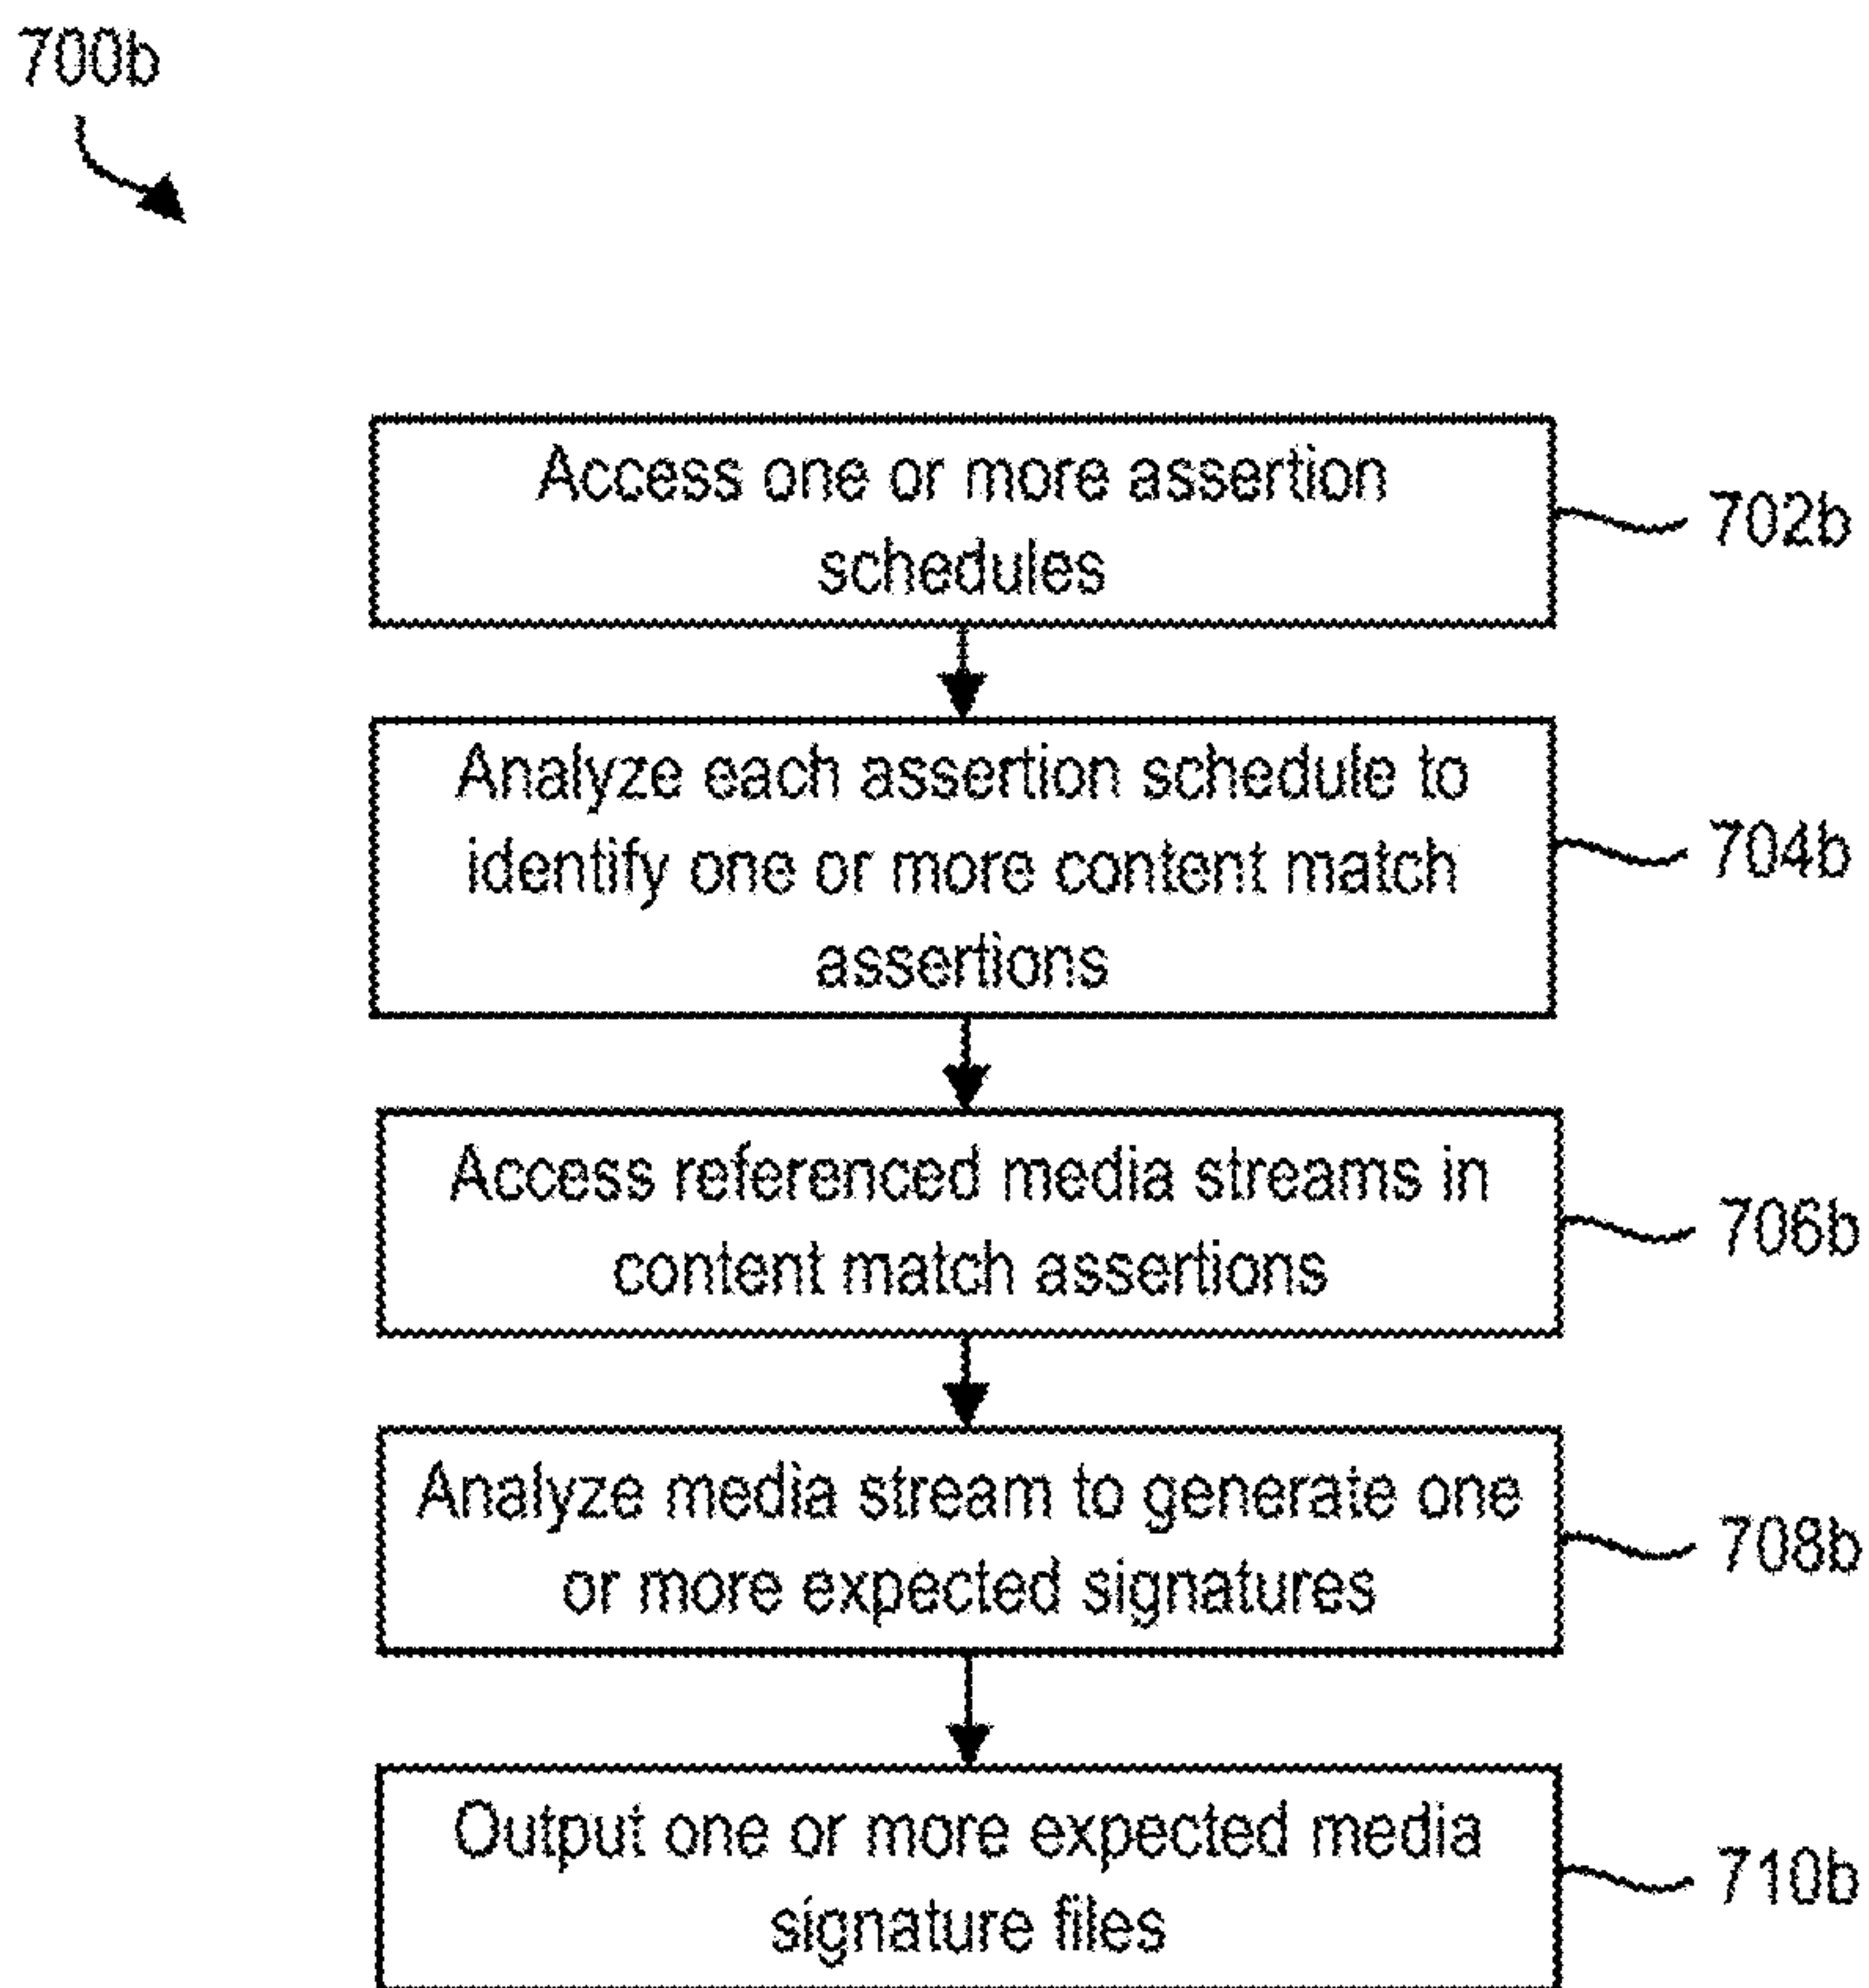 700b
Access one or more assertion
schedules
702b
Analyze each assertion schedule to
identify one or more content match
assertions
704b
Access referenced media streams in
content match assertions
706b
Analyze media stream to generate one
or more expected signatures
708b
Output one or more expected media
signature files
710b